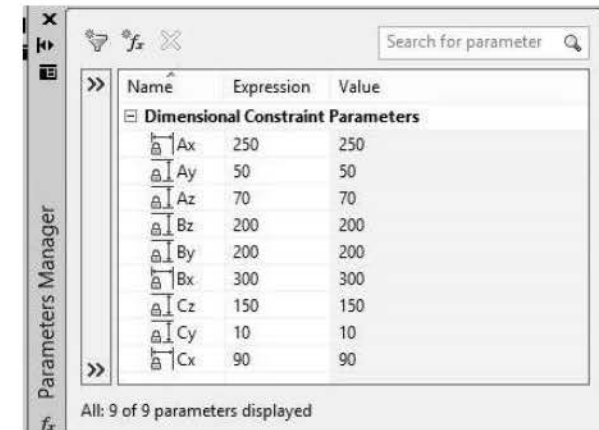 Search for parameter
Name Expression Value
Dimensional Constraint Parameters
Ax 250 250
Ay 50 50
Az 70 70
Bz 200 200
By 200 200
Bx 300 300
Cz 150 150
Cy 10 10
Cx 90 90
All: 9 of 9 parameters displayed
Parameters Manager
fx